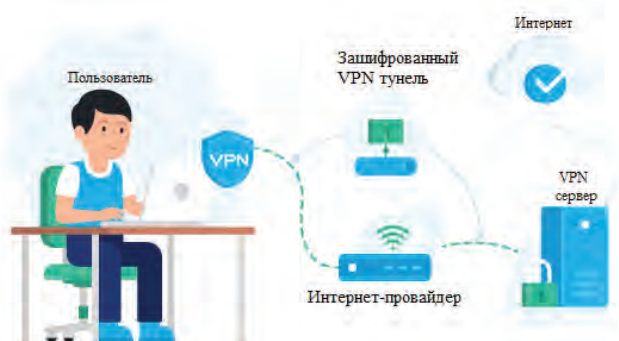 Интернет
Зашифрованный
VPN тунель
Пользователь
VPN
VPN
сервер
Интернет-провайдер